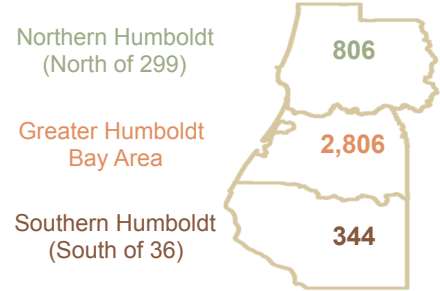 Northern Humboldt
(North of 299)
806
Greater Humboldt
Bay Area
2,806
Southern Humboldt
(South of 36)
344